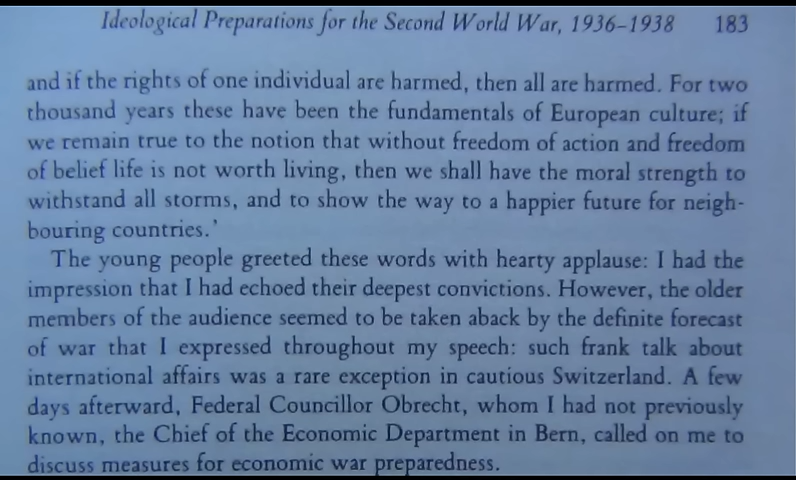 Ideological Preparations for the Second World War, 1936–1938 183
and if the rights of one individual are harmed, then all are harmed. For two
thousand years these have been the fundamentals of European culture; if
we remain true to the notion that without freedom of action and freedom
of belief life is not worth living, then we shall have the moral strength to
withstand all storms, and to show the way to a happier future for neigh-
bouring countries.’
The young people greeted these words with hearty applause: I had the
impression that I had echoed their deepest convictions. However, the older
members of the audience seemed to be taken aback by the definite forecast
of war that I expressed throughout my speech: such frank talk about
international affairs was a rare exception in cautious Switzerland. A few
days afterward, Federal Councillor Obrecht, whom I had not previously
known, the Chief of the Economic Department in Bern, called on me to
discuss measures for economic war preparedness.